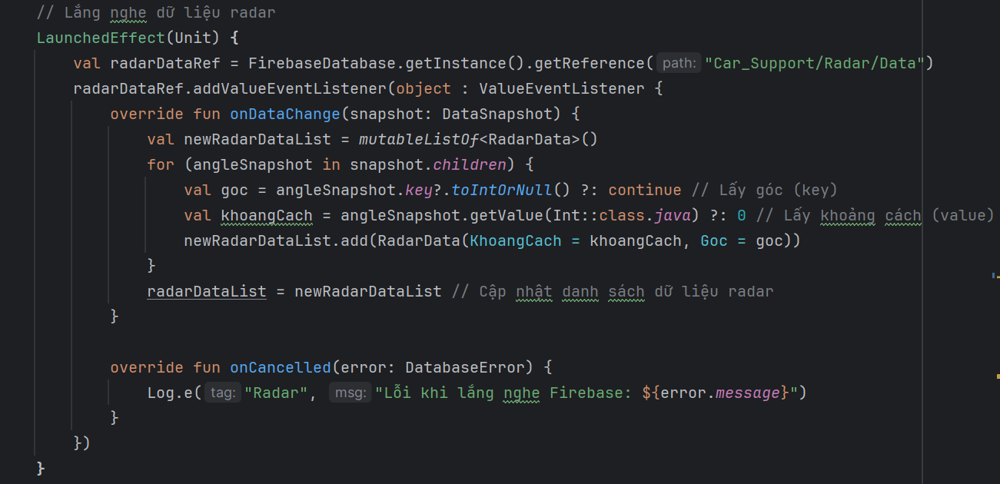 // Lắng nghe dữ liệu radar
LaunchedEffect(Unit) {
val radarDataRef = FirebaseDatabase.getInstance().getReference( path: "Car_Support/Radar/Data")
radarDataRef.addValueEventListener(object : ValueEventListener {
override fun onDataChange(snapshot: DataSnapshot) {
val newRadarDataList = mutableListOf<RadarData>()
for (angleSnapshot in snapshot.children) {
val goc = angleSnapshot.key?.toIntOrNull() ?: continue // Lấy góc (key)
val khoangCach = angleSnapshot.getValue(Int::class.java) ?: 0 // Lấy khoảng cách (value)
newRadarDataList.add(RadarData(KhoangCach = khoangCach, Goc = goc))
}
radarDataList = newRadarDataList // Cập nhật danh sách dữ liệu radar
}
override fun onCancelled(error: DatabaseError) {
Log.e( tag: "Radar", msg: "Lỗi khi lắng nghe Firebase: ${error.message}")
}
})
}